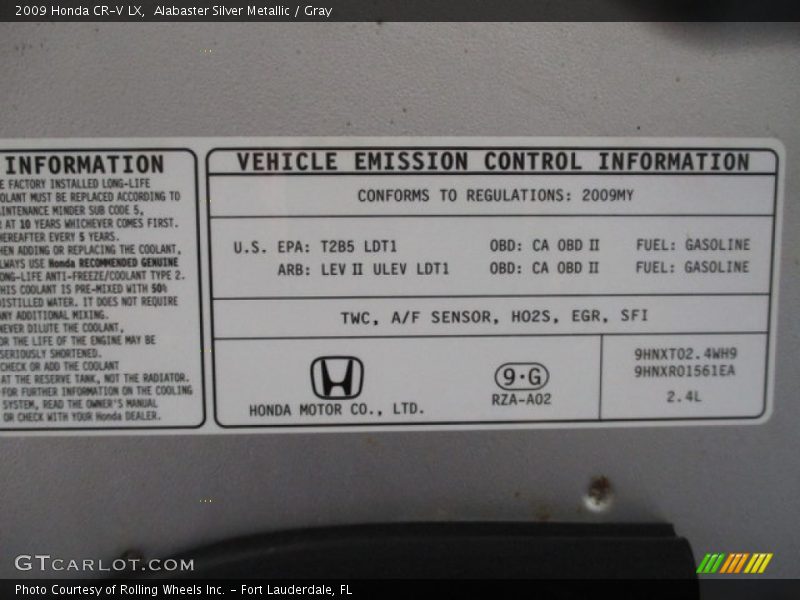 2009 Honda CR-V LX,  Alabaster Silver Metallic / Gray
INFORMATION
E FACTORY INSTALLED LONG-LIFE
OLANT MUST BE REPLACED ACCORDING TO
INTENANCE MINDER SUB CODE 5,
AT 10 YEARS WHICHEVER COMES FIRST.
HEREAFTER EVERY 5 YEARS.
HEN ADDING OR REPLACING THE COOLANT,
LWAYS USE Honda RECOMMENDED GENUINE
ONG-LIFE ANTI-FREEZE/COOLANT TYPE 2.
HIS COOLANT IS PRE-MIXED WITH 50%
DISTILLED WATER. IT DOES NOT REQUIRE
ANY ADDITIONAL MIXING.
NEVER DILUTE THE COOLANT,
OR THE LIFE OF THE ENGINE MAY BE
SERIOUSLY SHORTENED.
CHECK OR ADD THE COOLANT
AT THE RESERVE TANK, NOT THE RADIATOR.
FOR FURTHER INFORMATION ON THE COOLING
SYSTEM, READ THE OWNER'S MANUAL
OR CHECK WITH YOUR Honda DEALER.
VEHICLE EMISSION CONTROL INFORMATION
CONFORMS TO REGULATIONS: 2009MY
U.S. EPA: T2B5 LDT1 OBD: CA OBD II FUEL: GASOLINE
ARB: LEV II ULEV LDT1 OBD: CA OBD II FUEL: GASOLINE
TWC, A/F SENSOR, HO2S, EGR, SFI
HONDA MOTOR CO., LTD.
9·G
RZA-A02
9HNXT02.4WH9
9HNXR01561EA
2.4L
GTCARLOT.COM
Photo Courtesy of Rolling Wheels Inc. - Fort Lauderdale, FL